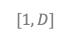 [1, D]